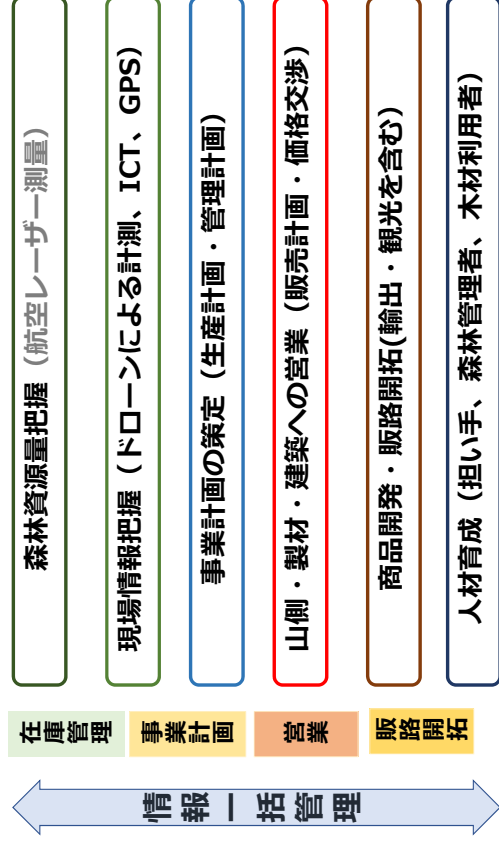 情報一括管理
在庫管理
事業計画
営業
販路開拓
森林資源量把握（航空レーザー測量）
現場情報把握（ドローンによる計測、ICT、GPS）
事業計画の策定（生産計画・管理計画）
山側・製材・建築への営業（販売計画・価格交渉）
商品開発・販路開拓(輸出・観光を含む）
人材育成（担い手、森林管理者、木材利用者）